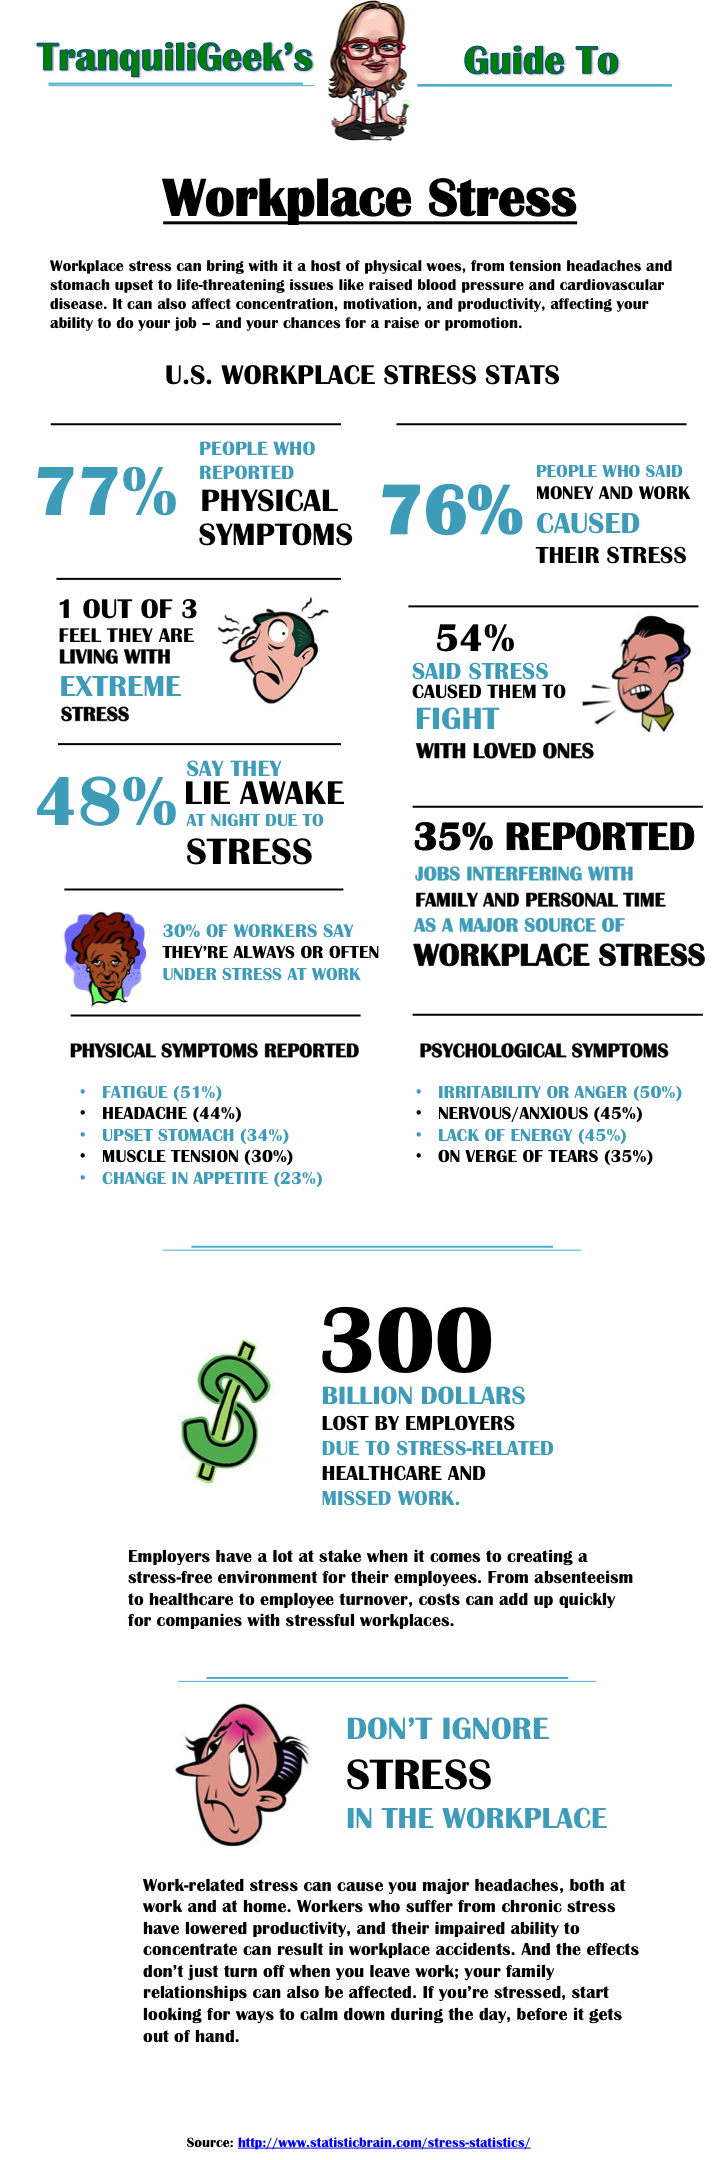 TranquiliGeek's Guide To
Workplace Stress
Workplace stress can bring with it a host of physical woes, from tension headaches and
stomach upset to life-threatening issues like raised blood pressure and cardiovascular
disease. It can also affect concentration, motivation, and productivity, affecting your
ability to do your job – and your chances for a raise or promotion.
U.S. WORKPLACE STRESS STATS
77%
PEOPLE WHO
REPORTED
PHYSICAL
SYMPTOMS
76%
PEOPLE WHO SAID
MONEY AND WORK
CAUSED
THEIR STRESS
1 OUT OF 3
FEEL THEY ARE
LIVING WITH
EXTREME
STRESS
54%
SAID STRESS
CAUSED THEM TO
FIGHT
WITH LOVED ONES
48%
SAY THEY
LIE AWAKE
AT NIGHT DUE TO
STRESS
35% REPORTED
JOBS INTERFERING WITH
FAMILY AND PERSONAL TIME
AS A MAJOR SOURCE OF
WORKPLACE STRESS
30% OF WORKERS SAY
THEY'RE ALWAYS OR OFTEN
UNDER STRESS AT WORK
PHYSICAL SYMPTOMS REPORTED
• FATIGUE (51%)
• HEADACHE (44%)
• UPSET STOMACH (34%)
• MUSCLE TENSION (30%)
• CHANGE IN APPETITE (23%)
PSYCHOLOGICAL SYMPTOMS
• IRRITABILITY OR ANGER (50%)
• NERVOUS/ANXIOUS (45%)
• LACK OF ENERGY (45%)
• ON VERGE OF TEARS (35%)
300
BILLION DOLLARS
LOST BY EMPLOYERS
DUE TO STRESS-RELATED
HEALTHCARE AND
MISSED WORK.
Employers have a lot at stake when it comes to creating a
stress-free environment for their employees. From absenteeism
to healthcare to employee turnover, costs can add up quickly
for companies with stressful workplaces.
DON'T IGNORE
STRESS
IN THE WORKPLACE
Work-related stress can cause you major headaches, both at
work and at home. Workers who suffer from chronic stress
have lowered productivity, and their impaired ability to
concentrate can result in workplace accidents. And the effects
don't just turn off when you leave work; your family
relationships can also be affected. If you're stressed, start
looking for ways to calm down during the day, before it gets
out of hand.
Source: http://www.statisticbrain.com/stress-statistics/